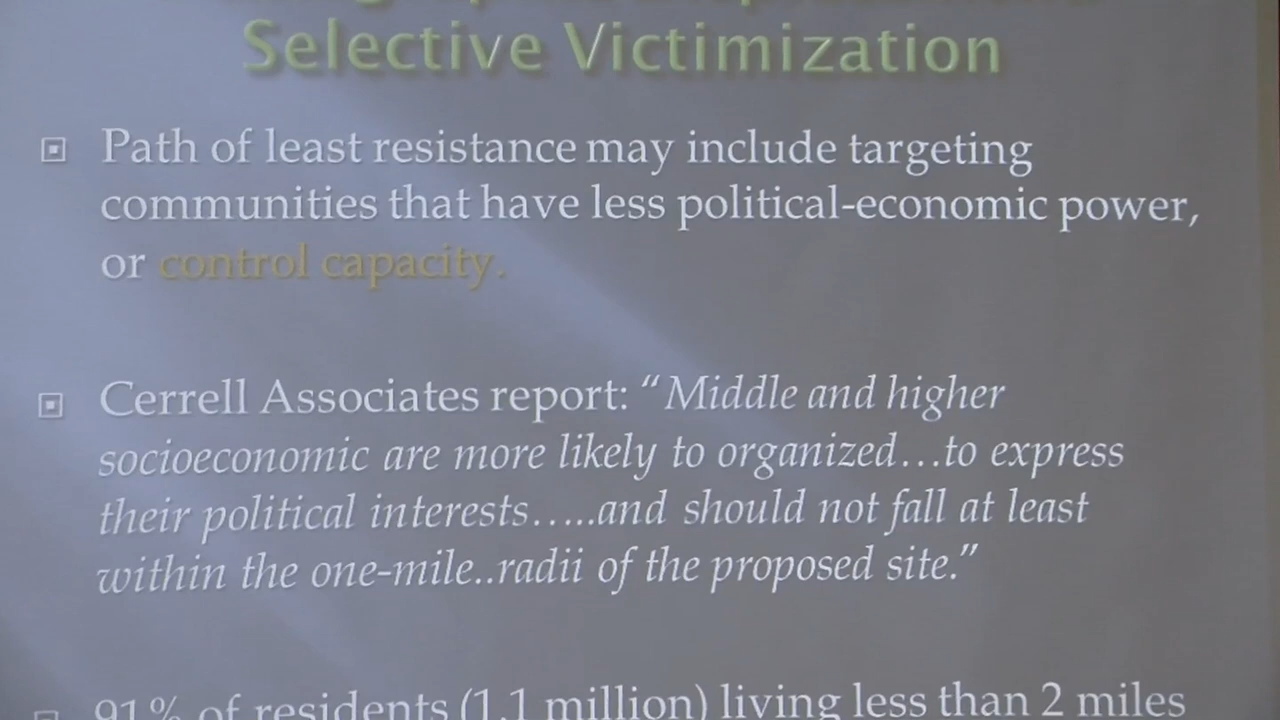 Selective Victimization
Path of least resistance may include targeting
communities that have less political-economic power,
or control capacity.
Cerrell Associates report: “Middle and higher
socioeconomic are more likely to organized…to express
their political interests…..and should not fall at least
within the one-mile..radii of the proposed site.”
91% of residents (1.1 million) living less than 2 miles